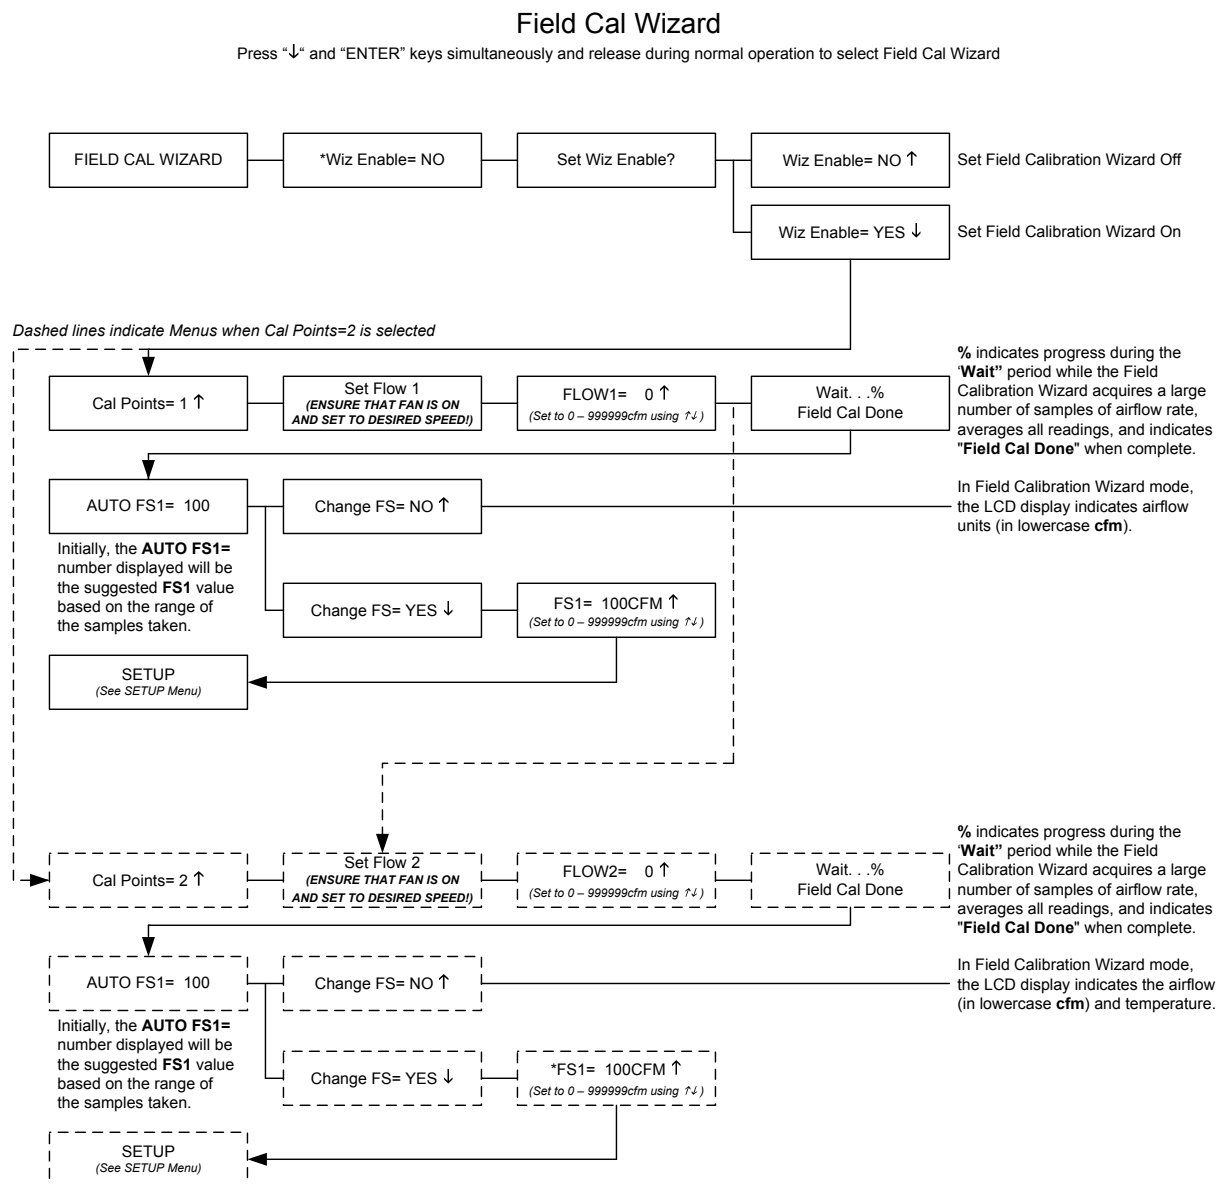 Field Cal Wizard
Press “↓“ and “ENTER” keys simultaneously and release during normal operation to select Field Cal Wizard
FIELD CAL WIZARD
*Wiz Enable= NO
Set Wiz Enable?
Wiz Enable= NO ↑
Set Field Calibration Wizard Off
Wiz Enable= YES ↓
Set Field Calibration Wizard On
Dashed lines indicate Menus when Cal Points=2 is selected
Cal Points= 1 ↑
Set Flow 1
(ENSURE THAT FAN IS ON
AND SET TO DESIRED SPEED!)
FLOW1= 0 ↑
(Set to 0 – 999999cfm using ↑↓ )
Wait. . .%
Field Cal Done
% indicates progress during the
‘Wait” period while the Field
Calibration Wizard acquires a large
number of samples of airflow rate,
averages all readings, and indicates
"Field Cal Done" when complete.
AUTO FS1= 100
Change FS= NO ↑
In Field Calibration Wizard mode,
the LCD display indicates airflow
units (in lowercase cfm).
Initially, the AUTO FS1=
number displayed will be
the suggested FS1 value
based on the range of
the samples taken.
Change FS= YES ↓
FS1= 100CFM ↑
(Set to 0 – 999999cfm using ↑↓ )
SETUP
(See SETUP Menu)
Cal Points= 2 ↑
Set Flow 2
(ENSURE THAT FAN IS ON
AND SET TO DESIRED SPEED!)
FLOW2= 0 ↑
(Set to 0 – 999999cfm using ↑↓ )
Wait. . .%
Field Cal Done
% indicates progress during the
‘Wait” period while the Field
Calibration Wizard acquires a large
number of samples of airflow rate,
averages all readings, and indicates
"Field Cal Done" when complete.
AUTO FS1= 100
Change FS= NO ↑
In Field Calibration Wizard mode,
the LCD display indicates the airflow
(in lowercase cfm) and temperature.
Initially, the AUTO FS1=
number displayed will be
the suggested FS1 value
based on the range of
the samples taken.
Change FS= YES ↓
*FS1= 100CFM ↑
(Set to 0 – 999999cfm using ↑↓ )
SETUP
(See SETUP Menu)